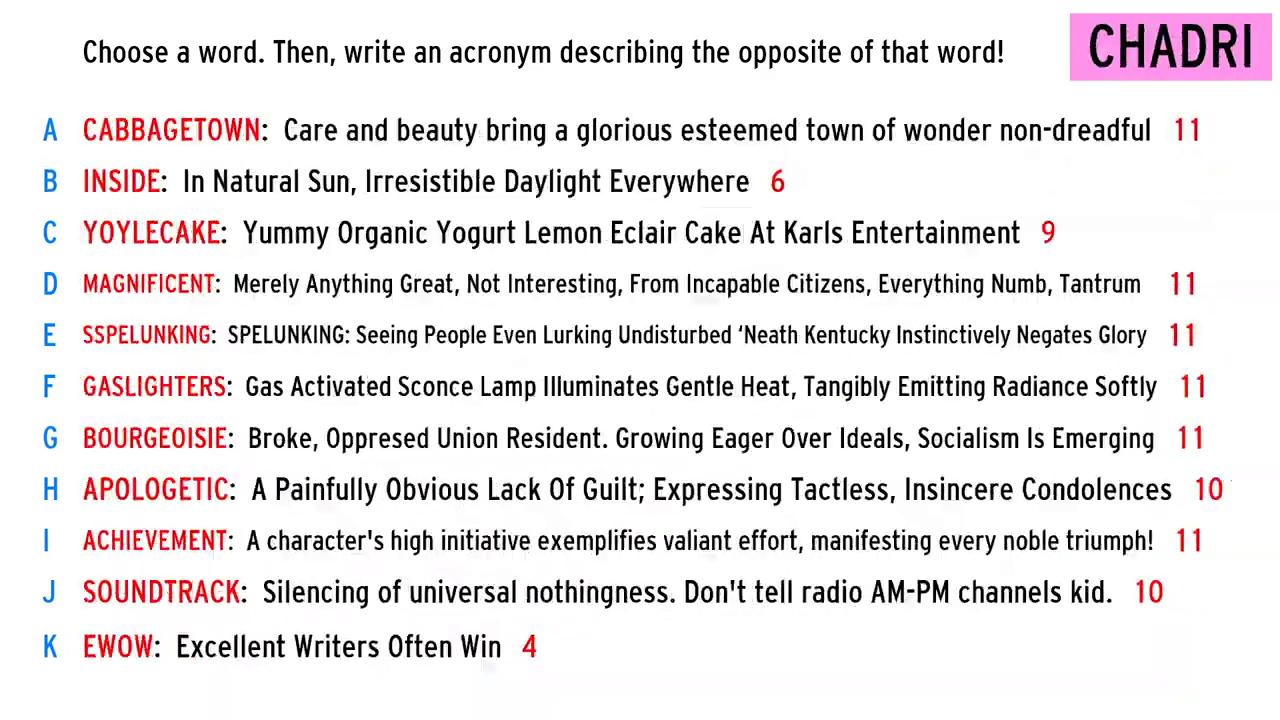 Choose a word. Then, write an acronym describing the opposite of that word!
CHADRI
A CABBAGETOWN: Care and beauty bring a glorious esteemed town of wonder non-dreadful 11
B INSIDE: In Natural Sun, Irresistible Daylight Everywhere 6
C YOYLECAKE: Yummy Organic Yogurt Lemon Eclair Cake At Karls Entertainment 9
D MAGNIFICENT: Merely Anything Great, Not Interesting, From Incapable Citizens, Everything Numb, Tantrum 11
E SSPELUNKING: SPELUNKING: Seeing People Even Lurking Undisturbed ‘Neath Kentucky Instinctively Negates Glory 11
F GASLIGHTERS: Gas Activated Sconce Lamp Illuminates Gentle Heat, Tangibly Emitting Radiance Softly 11
G BOURGEOISIE: Broke, Oppresed Union Resident. Growing Eager Over Ideals, Socialism Is Emerging 11
H APOLOGETIC: A Painfully Obvious Lack Of Guilt; Expressing Tactless, Insincere Condolences 10
I ACHIEVEMENT: A character's high initiative exemplifies valiant effort, manifesting every noble triumph! 11
J SOUNDTRACK: Silencing of universal nothingness. Don't tell radio AM-PM channels kid. 10
K EWOW: Excellent Writers Often Win 4